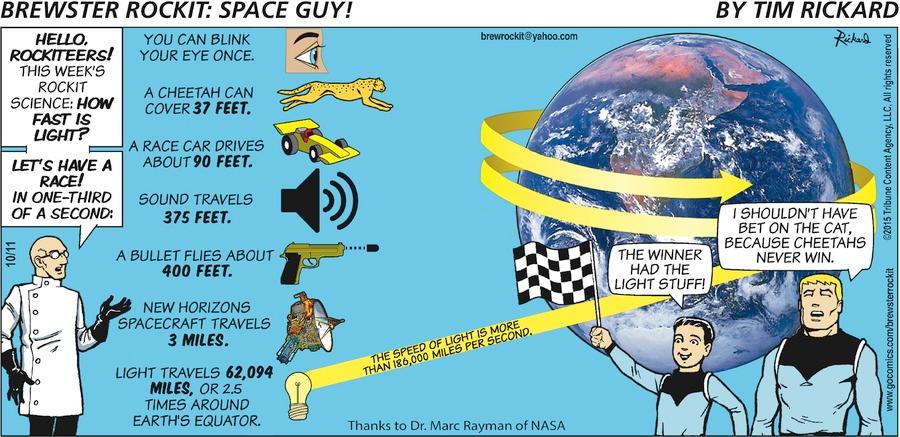 BREWSTER ROCKIT: SPACE GUY!
BY TIM RICKARD
HELLO,
ROCKITEERS!
THIS WEEK'S
ROCKIT
SCIENCE: HOW
FAST IS
LIGHT?
LET'S HAVE A
RACE!
IN ONE-THIRD
OF A SECOND:
10/11
YOU CAN BLINK
YOUR EYE ONCE.
A CHEETAH CAN
COVER 37 FEET.
A RACE CAR DRIVES
ABOUT 90 FEET.
SOUND TRAVELS
375 FEET.
A BULLET FLIES ABOUT
400 FEET.
NEW HORIZONS
SPACECRAFT TRAVELS
3 MILES.
LIGHT TRAVELS 62,094
MILES, OR 2.5
TIMES AROUND
EARTH'S EQUATOR.
THE SPEED OF LIGHT IS MORE
THAN 186,000 MILES PER SECOND.
Thanks to Dr. Marc Rayman of NASA
brewrockit@yahoo.com
Rickard
THE WINNER
HAD THE
LIGHT STUFF!
I SHOULDN'T HAVE
BET ON THE CAT,
BECAUSE CHEETAHS
NEVER WIN.
©2015 Tribune Content Agency, LLC. All rights reserved
www.gocomics.com/brewsterrockit